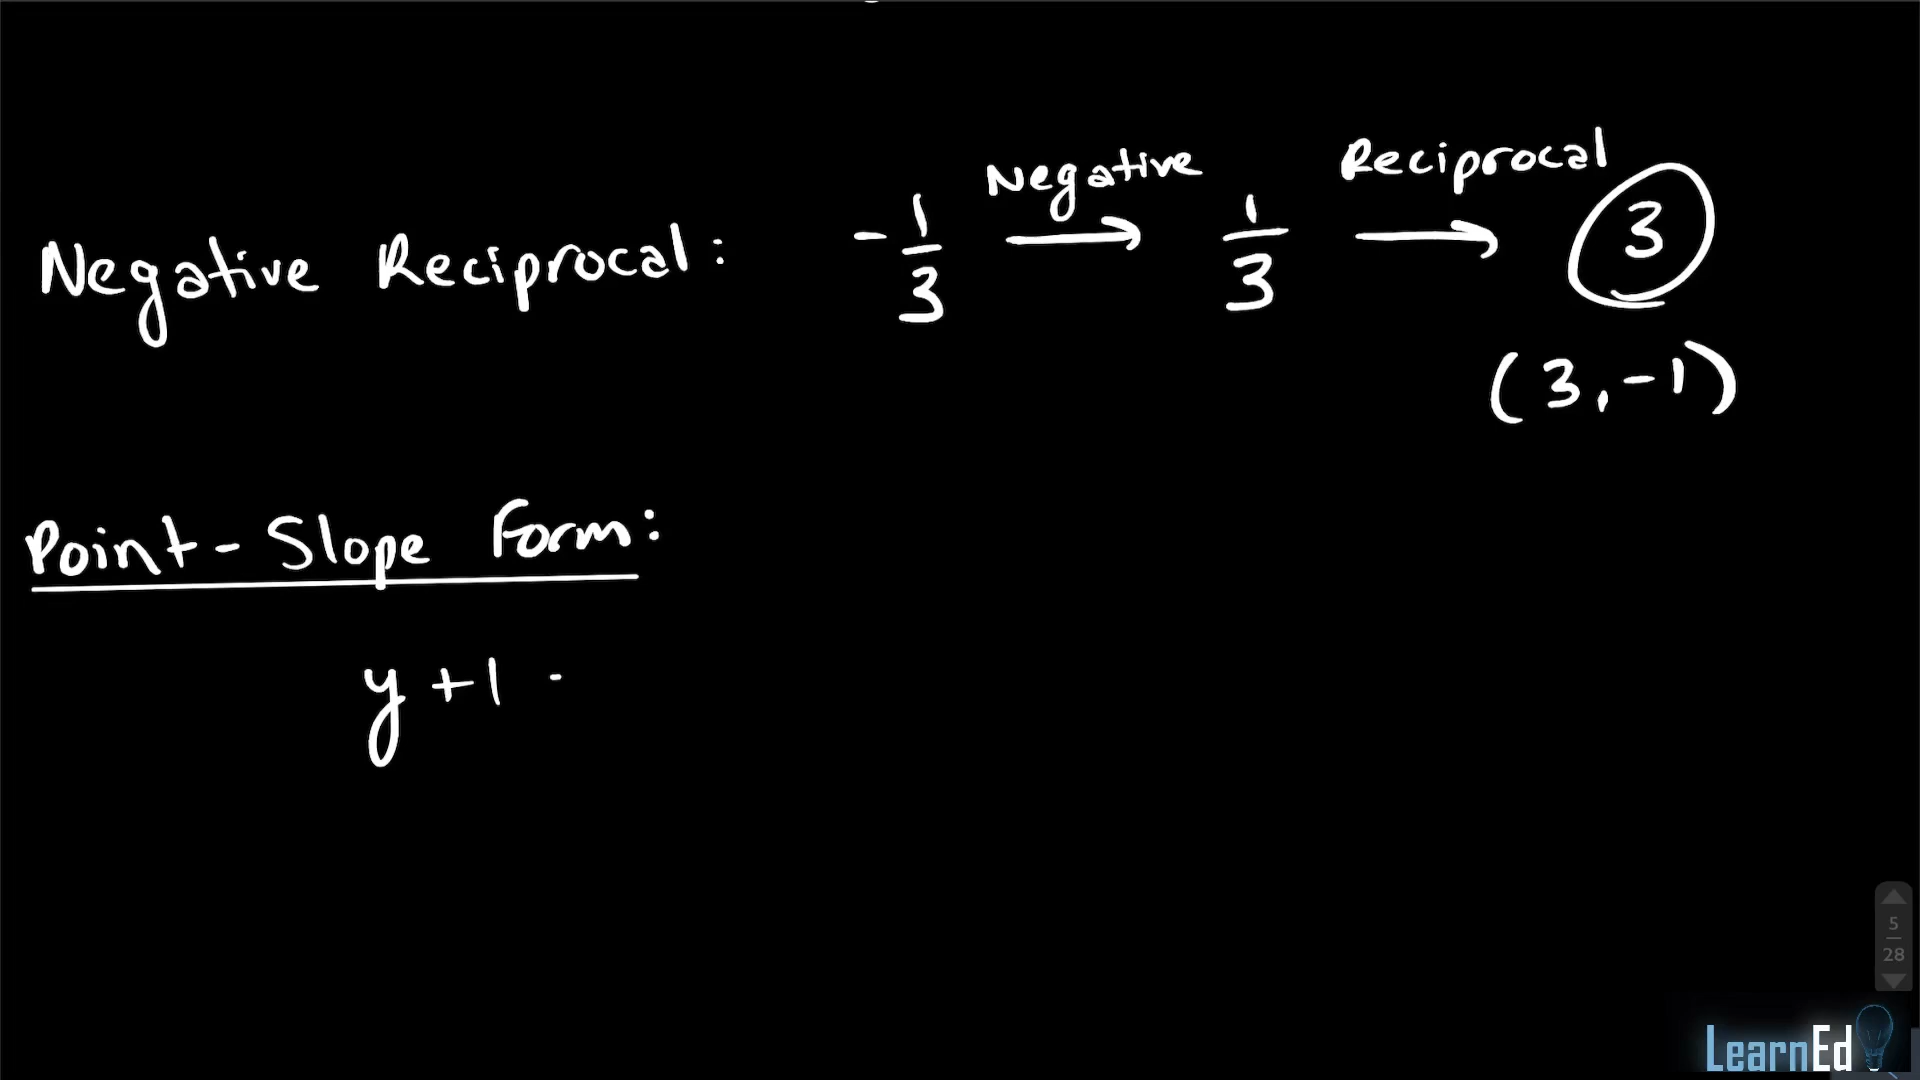 Negative Reciprocal: -1/3 Negative → 1/3 Reciprocal → 3
(3,-1)
Point-Slope Form:
y+1 -
5
28
LearnEd